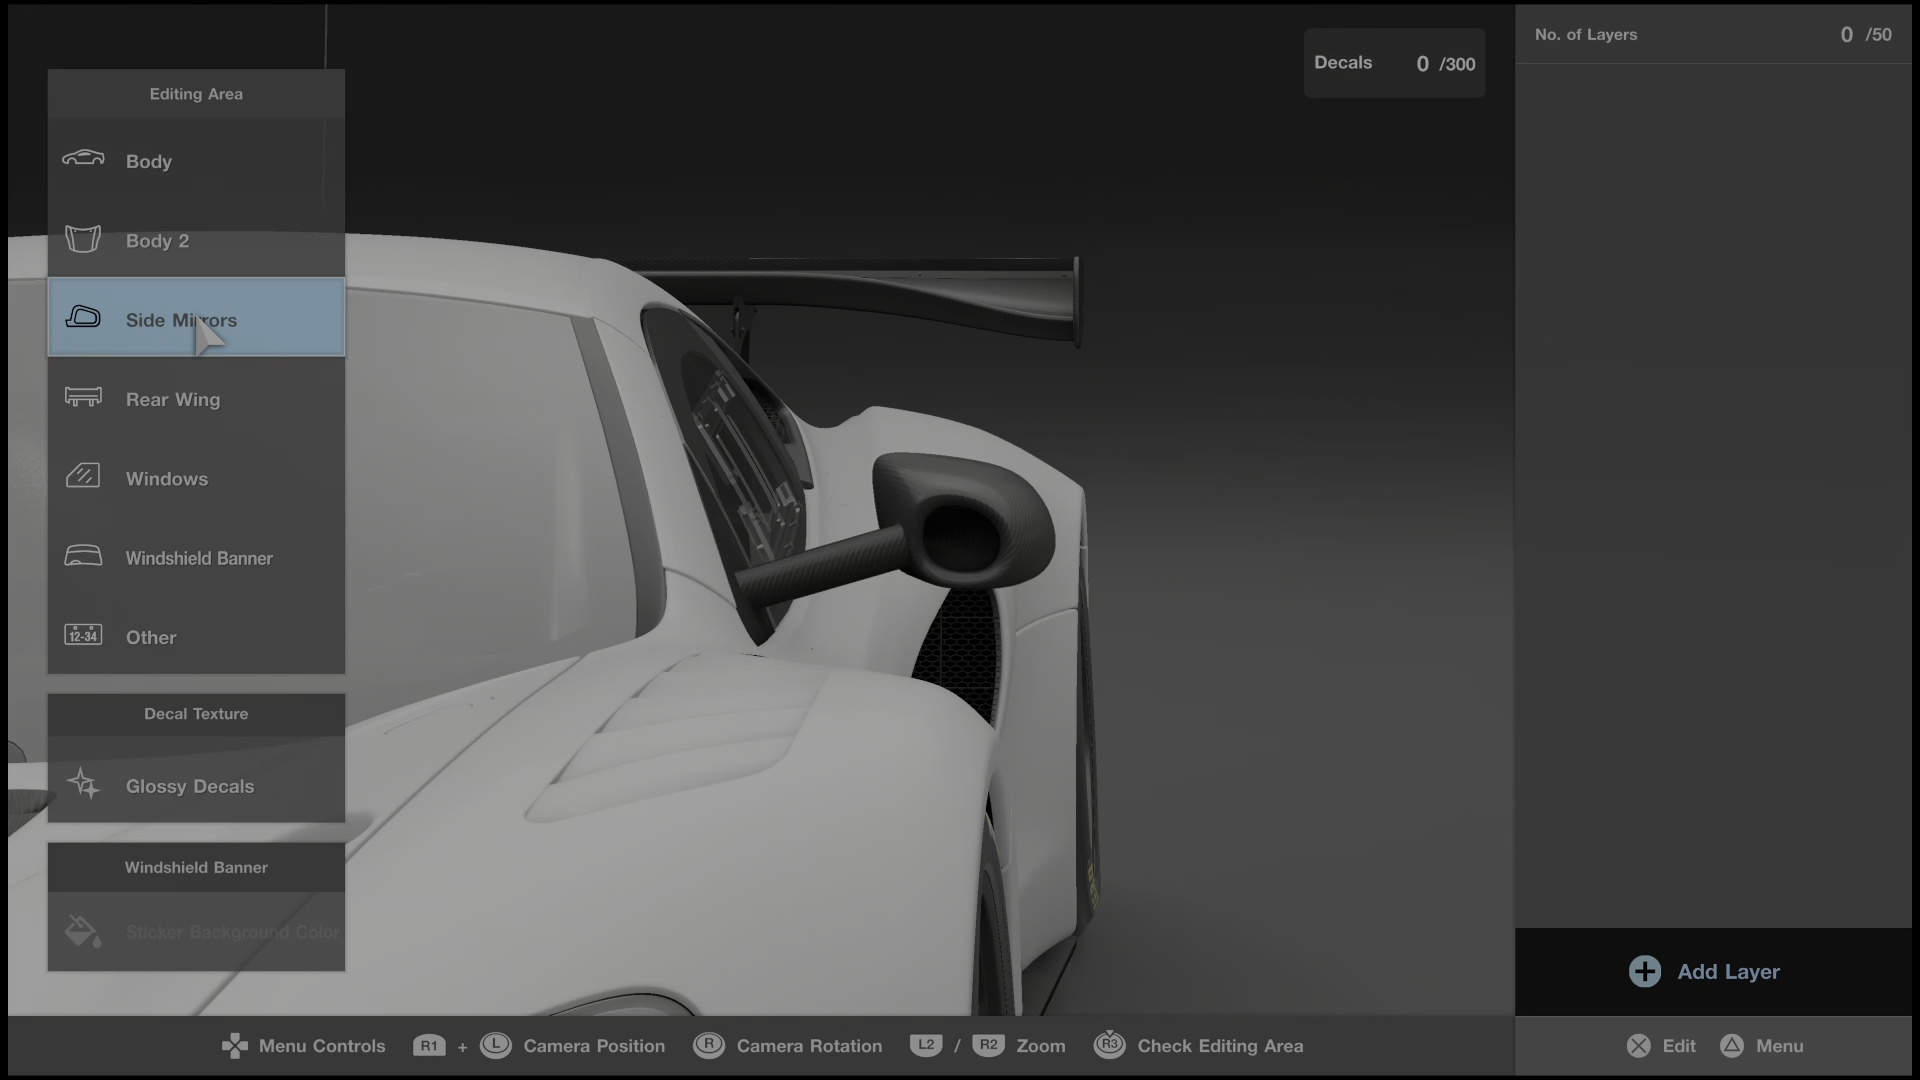 No. of Layers 0 /50
Decals 0 /300
Editing Area
Body
Body 2
Side Mirrors
Rear Wing
Windows
Windshield Banner
12-34 Other
Decal Texture
Glossy Decals
Windshield Banner
Sticker Background Color
Add Layer
Menu Controls R1 + L Camera Position R Camera Rotation L2 / R2 Zoom R3 Check Editing Area
Edit Menu